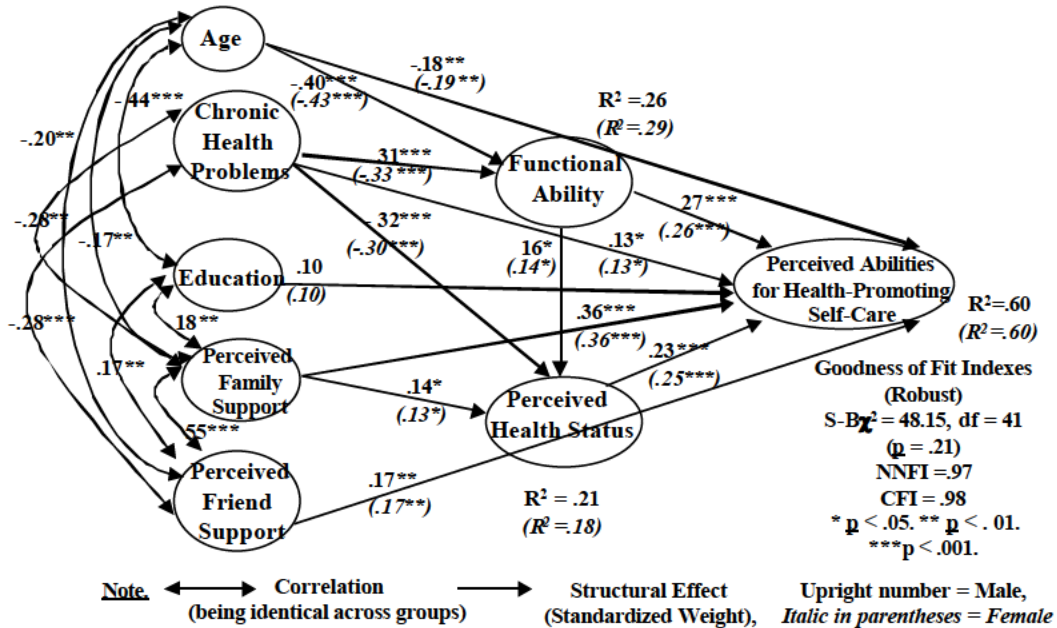 Age
-.18**
(-.19**)
-.40***
(-.43***)
R² =.26
(R²=.29)
-.44***
Chronic
Health
Problems
-.20**
.31***
(-.33***)
Functional
Ability
.27***
(.26***)
-.32***
(-.30***)
-.28**
-.17**
.16*
(.14*)
.13*
(.13*)
Perceived Abilities
for Health-Promoting
Self-Care
Education
.10
(.10)
R²=.60
(R²=.60)
-.28***
.18**
.36***
(.36***)
.17**
Perceived
Family
Support
.23***
(.25***)
.14*
(.13*)
Perceived
Health Status
Goodness of Fit Indexes
(Robust)
S-Bχ² = 48.15, df = 41
(p = .21)
NNFI =.97
CFI = .98
* p < .05. ** p < . 01.
***p < .001.
.55***
Perceived
Friend
Support
.17**
(.17**)
R² = .21
(R²=.18)
Note.
Correlation
(being identical across groups)
Structural Effect
(Standardized Weight),
Upright number = Male,
Italic in parentheses = Female